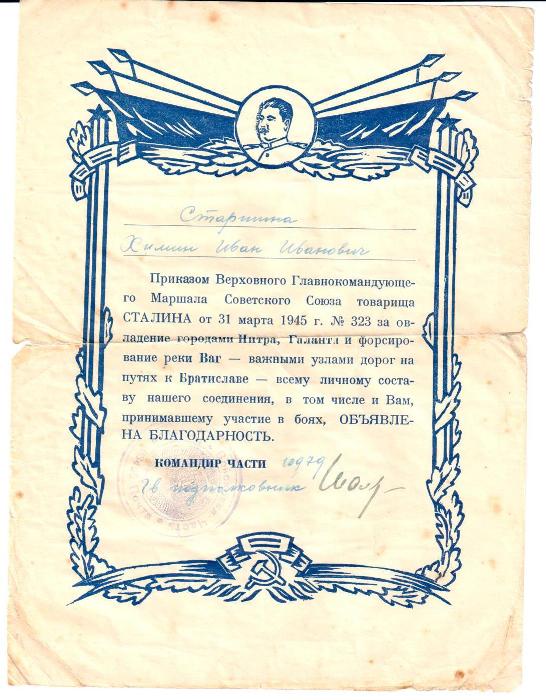 Старшина
Химин Иван Иванович
Приказом Верховного Главнокомандующе-
го Маршала Советского Союза товарища
СТАЛИНА от 31 марта 1945 г. № 323 за ов-
ладение городами Нитра, Галанта и форсиро-
вание реки Ваг — важными узлами дорог на
путях к Братиславе — всему личному соста-
ву нашего соединения, в том числе и Вам,
принимавшему участие в боях, ОБЪЯВЛЕ-
НА БЛАГОДАРНОСТЬ.
КОМАНДИР ЧАСТИ
гв подполковник